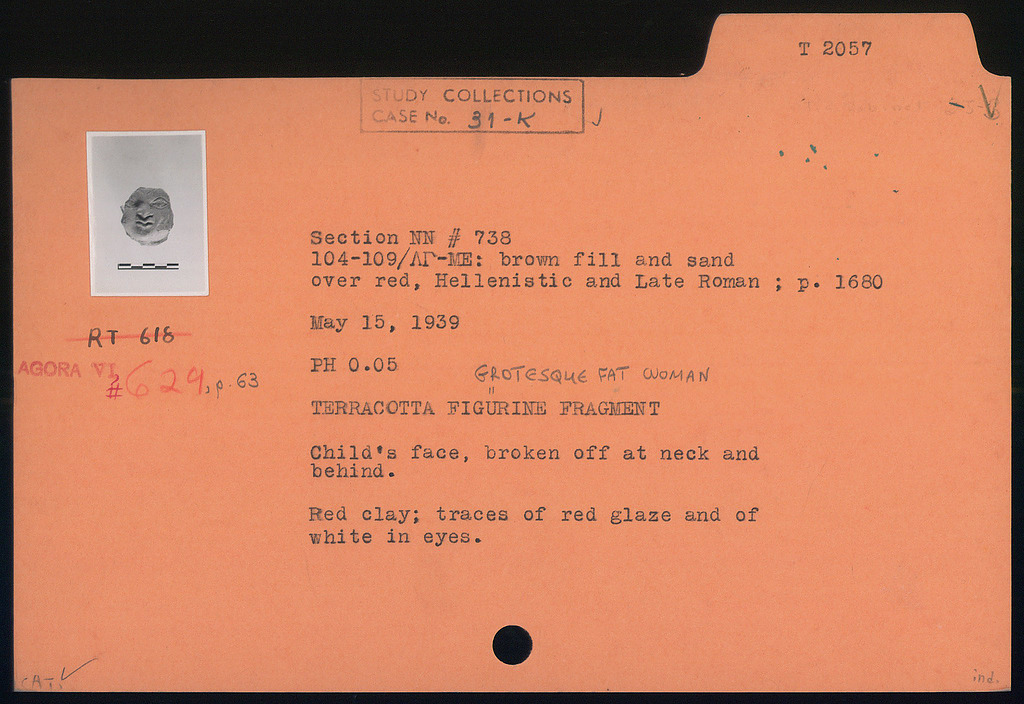 T 2057
STUDY COLLECTIONS
CASE No. 31-K
Section NN # 738
104-109/ΛΓ-ΜΕ: brown fill and sand
over red, Hellenistic and Late Roman ; p. 1680
May 15, 1939
RT 618
AGORA VI
# 629, p. 63
PH 0.05
GROTESQUE FAT WOMAN
"
TERRACOTTA FIGURINE FRAGMENT
Child's face, broken off at neck and
behind.
Red clay; traces of red glaze and of
white in eyes.
CAT. ✓
ind.